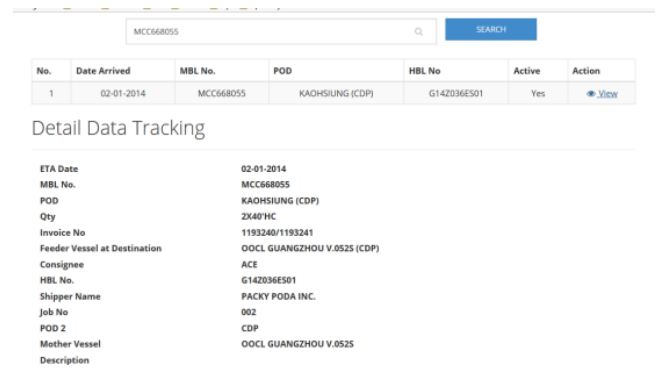 MCC668055 SEARCH
No. Date Arrived MBL No. POD HBL No Active Action
1 02-01-2014 MCC668055 KAOHSIUNG (CDP) G14Z036ES01 Yes View
Detail Data Tracking
ETA Date 02-01-2014
MBL No. MCC668055
POD KAOHSIUNG (CDP)
Qty 2X40'HC
Invoice No 1193240/1193241
Feeder Vessel at Destination OOCL GUANGZHOU V.052S (CDP)
Consignee ACE
HBL No. G14Z036ES01
Shipper Name PACKY PODA INC.
Job No 002
POD 2 CDP
Mother Vessel OOCL GUANGZHOU V.052S
Description